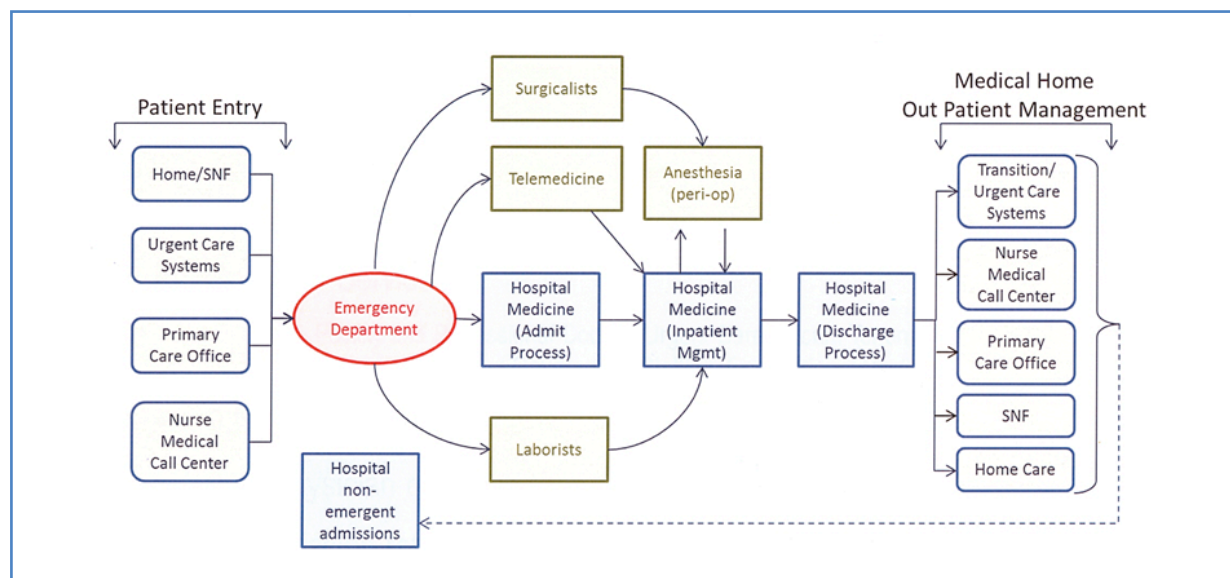 Patient Entry
Home/SNF
Urgent Care
Systems
Primary
Care Office
Nurse
Medical
Call Center
Emergency
Department
Surgicalists
Telemedicine
Anesthesia
(peri-op)
Hospital
Medicine
(Admit
Process)
Hospital
Medicine
(Inpatient
Mgmt)
Hospital
Medicine
(Discharge
Process)
Laborists
Hospital
non-
emergent
admissions
Medical Home
Out Patient Management
Transition/
Urgent Care
Systems
Nurse
Medical
Call Center
Primary
Care Office
SNF
Home Care